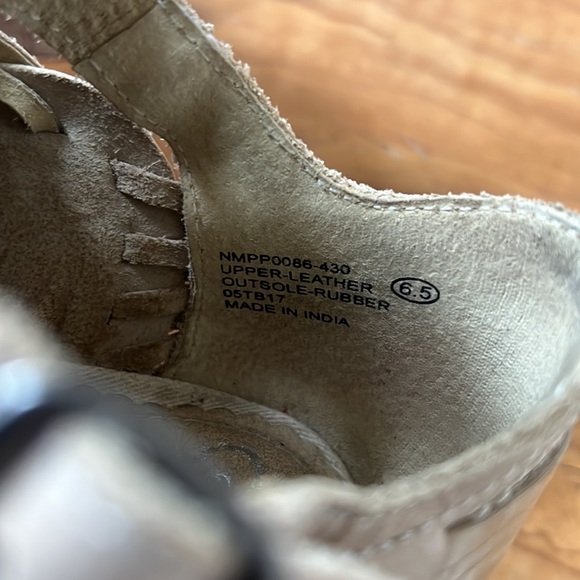 NMPP0086-430
UPPER-LEATHER
OUTSOLE-RUBBER 6.5
05TB17
MADE IN INDIA